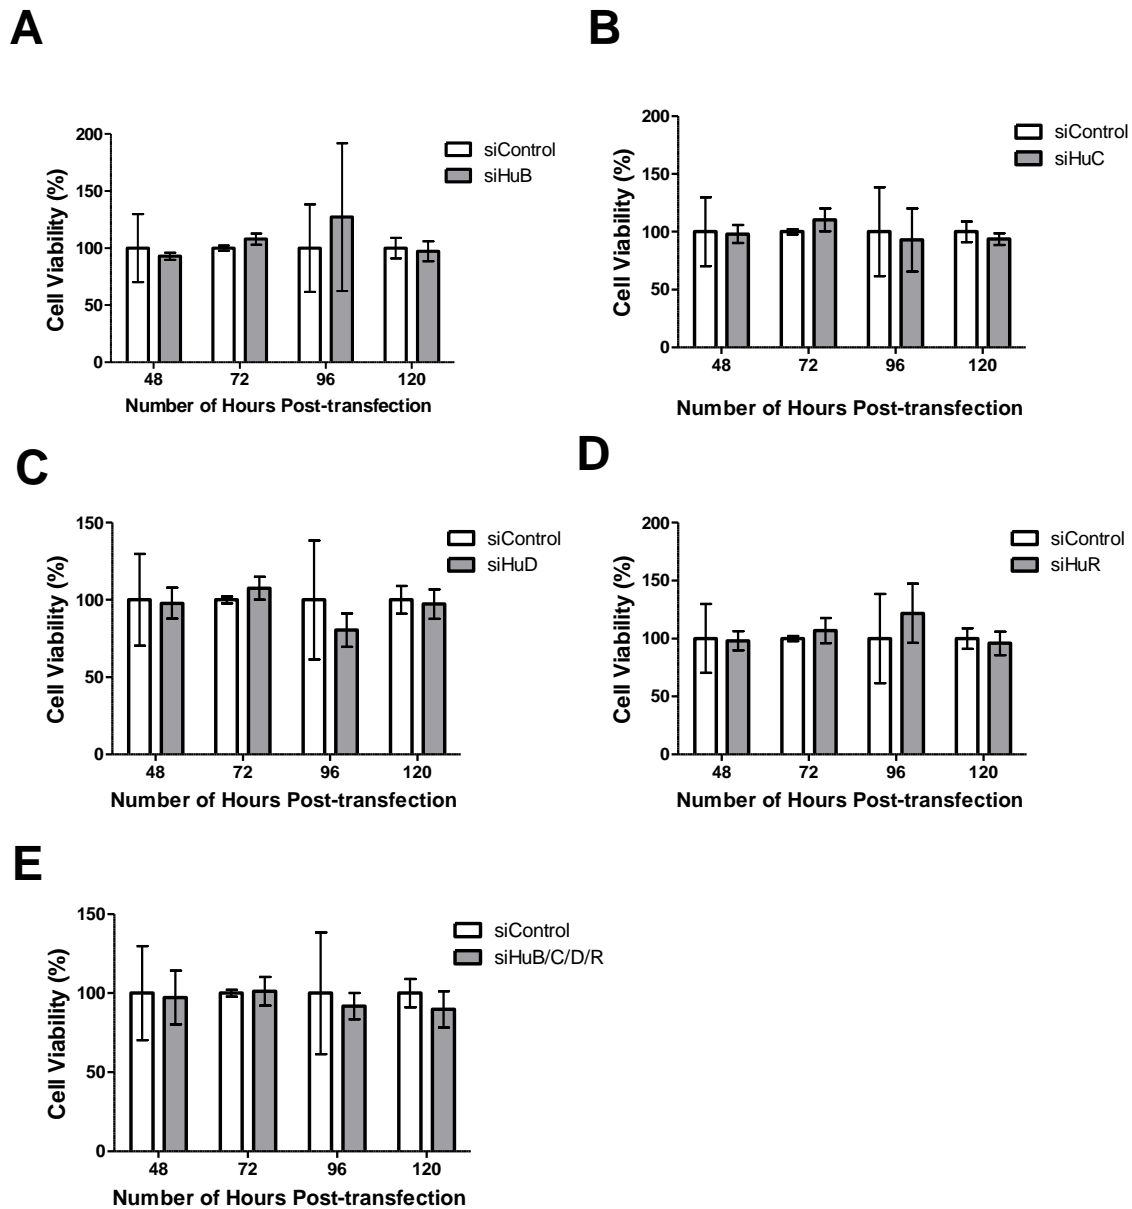 A
200
150
100
50
0
Cell Viability (%)
48 72 96 120
Number of Hours Post-transfection
siControl
siHuB
B
200
150
100
50
0
Cell Viability (%)
48 72 96 120
Number of Hours Post-transfection
siControl
siHuC
C
150
100
50
0
Cell Viability (%)
48 72 96 120
Number of Hours Post-transfection
siControl
siHuD
D
200
150
100
50
0
Cell Viability (%)
48 72 96 120
Number of Hours Post-transfection
siControl
siHuR
E
150
100
50
0
Cell Viability (%)
48 72 96 120
Number of Hours Post-transfection
siControl
siHuB/C/D/R